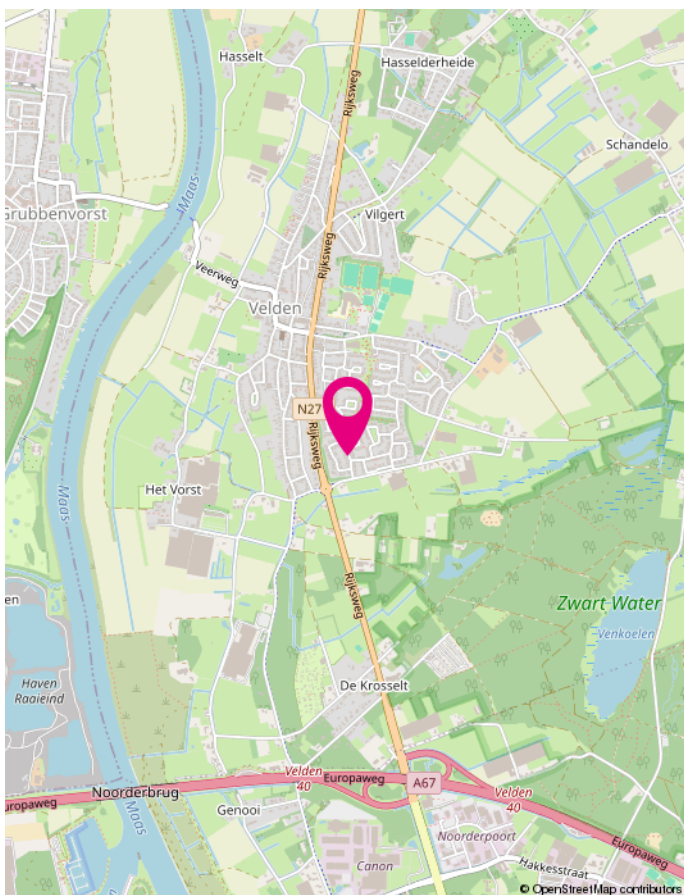 Hasselt
Hasselderheide
Rijksweg
Schandelo
Maas
Grubbenvorst
Vilgert
Rijksweg
Veerweg
Velden
N27
Rijksweg
Het Vorst
Maas
Rijksweg
Zwart Water
Venkoelen
Haven
Raaieind
De Krosselt
Velden
40
Europaweg
A67
Velden
40
Noorderbrug
Genooi
Maas
Noorderpoort
Europaweg
Canon
Hakkesstraat
© OpenStreetMap contributors